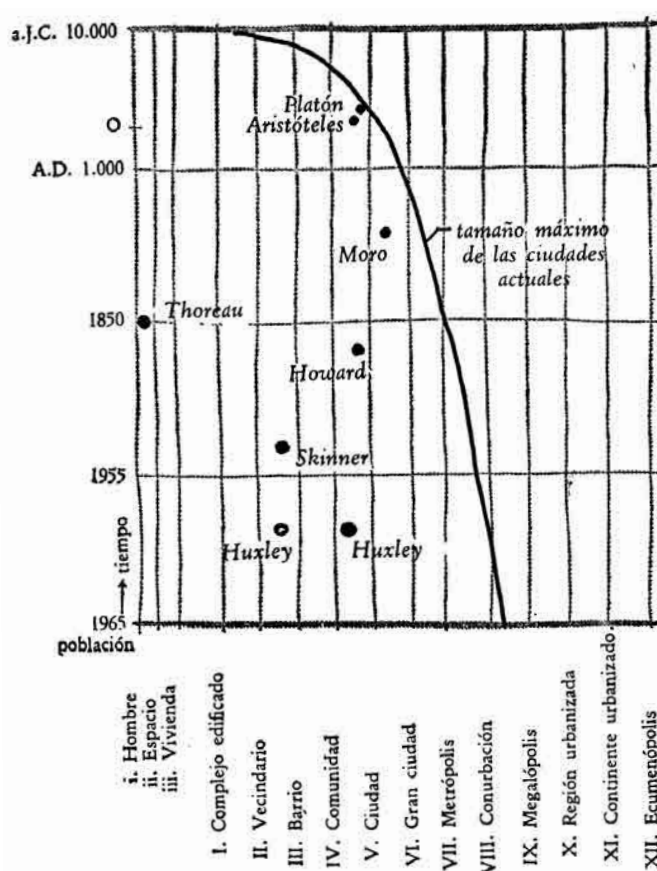 a.J.C. 10.000
Platón
Aristóteles
O
A.D. 1.000
Moro
tamaño máximo
de las ciudades
actuales
Thoreau
1850
Howard
Skinner
1955
Huxley
Huxley
→ tiempo
1965
población
i. Hombre
ii. Espacio
iii. Vivienda
I. Complejo edificado
II. Vecindario
III. Barrio
IV. Comunidad
V. Ciudad
VI. Gran ciudad
VII. Metrópolis
VIII. Conurbación
IX. Megalópolis
X. Región urbanizada
XI. Continente urbanizado
XII. Ecumenópolis